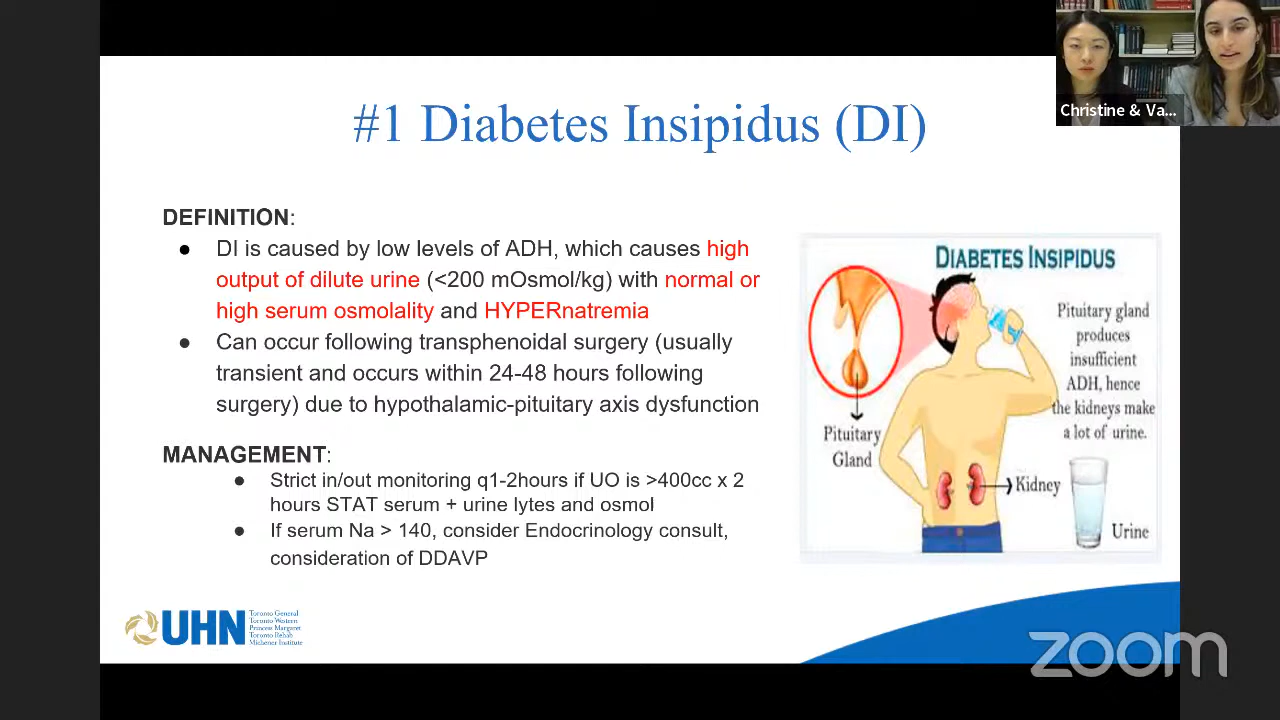 Christine & Va...
#1 Diabetes Insipidus (DI)
DEFINITION:
● DI is caused by low levels of ADH, which causes high
output of dilute urine (<200 mOsmol/kg) with normal or
high serum osmolality and HYPERnatremia
● Can occur following transphenoidal surgery (usually
transient and occurs within 24-48 hours following
surgery) due to hypothalamic-pituitary axis dysfunction
MANAGEMENT:
● Strict in/out monitoring q1-2hours if UO is >400cc x 2
hours STAT serum + urine lytes and osmol
● If serum Na > 140, consider Endocrinology consult,
consideration of DDAVP
DIABETES INSIPIDUS
Pituitary gland
produces
insufficient
ADH, hence
the kidneys make
a lot of urine.
Pituitary
Gland
Kidney
Urine
UHN
Toronto General
Toronto Western
Princess Margaret
Toronto Rehab
Michener Institute
zoom